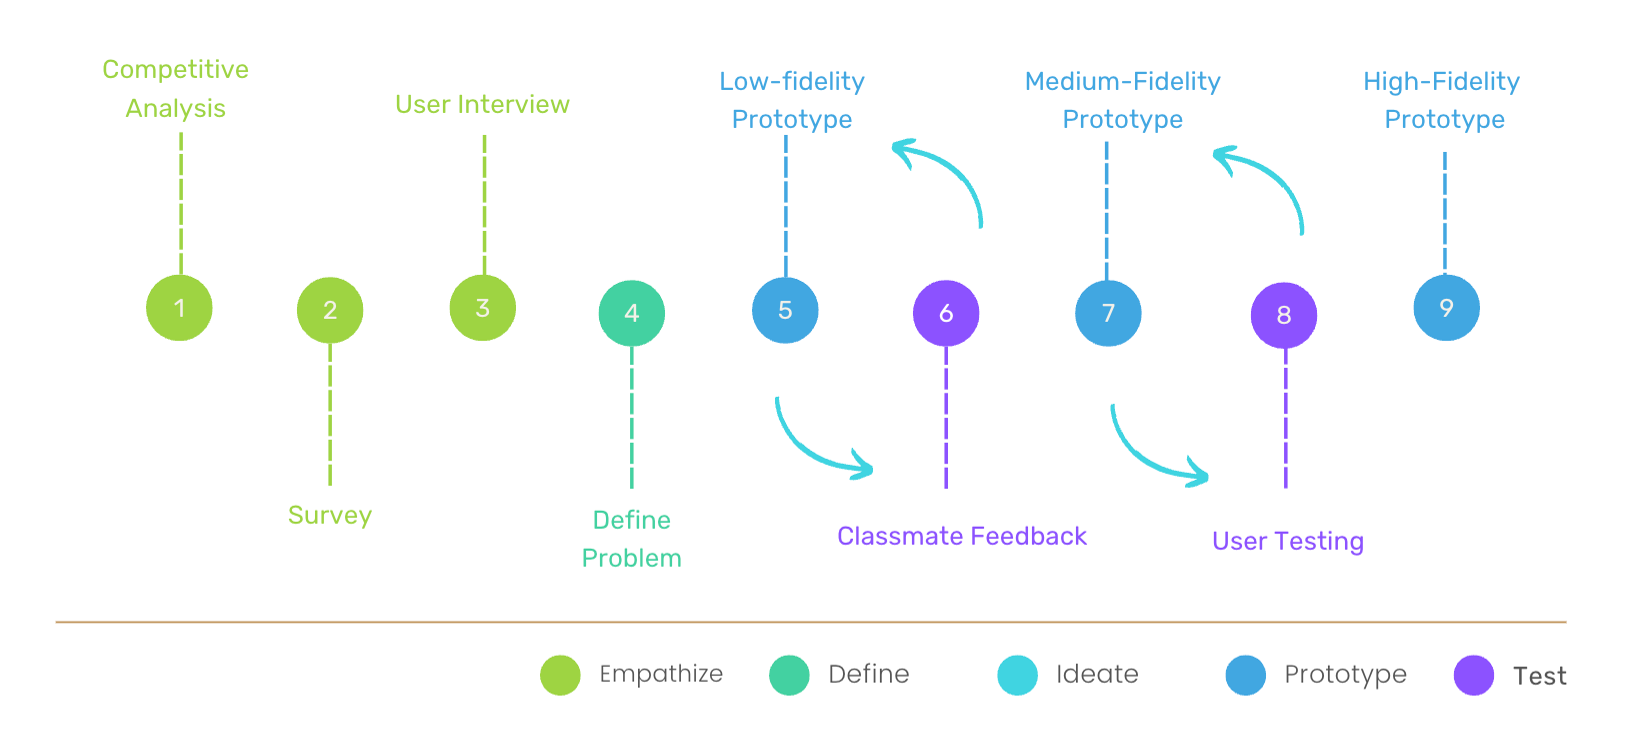 Competitive
Analysis
User Interview
Low-fidelity
Prototype
Medium-Fidelity
Prototype
High-Fidelity
Prototype
1
2
3
4
5
6
7
8
9
Survey
Define
Problem
Classmate Feedback
User Testing
Empathize
Define
Ideate
Prototype
Test